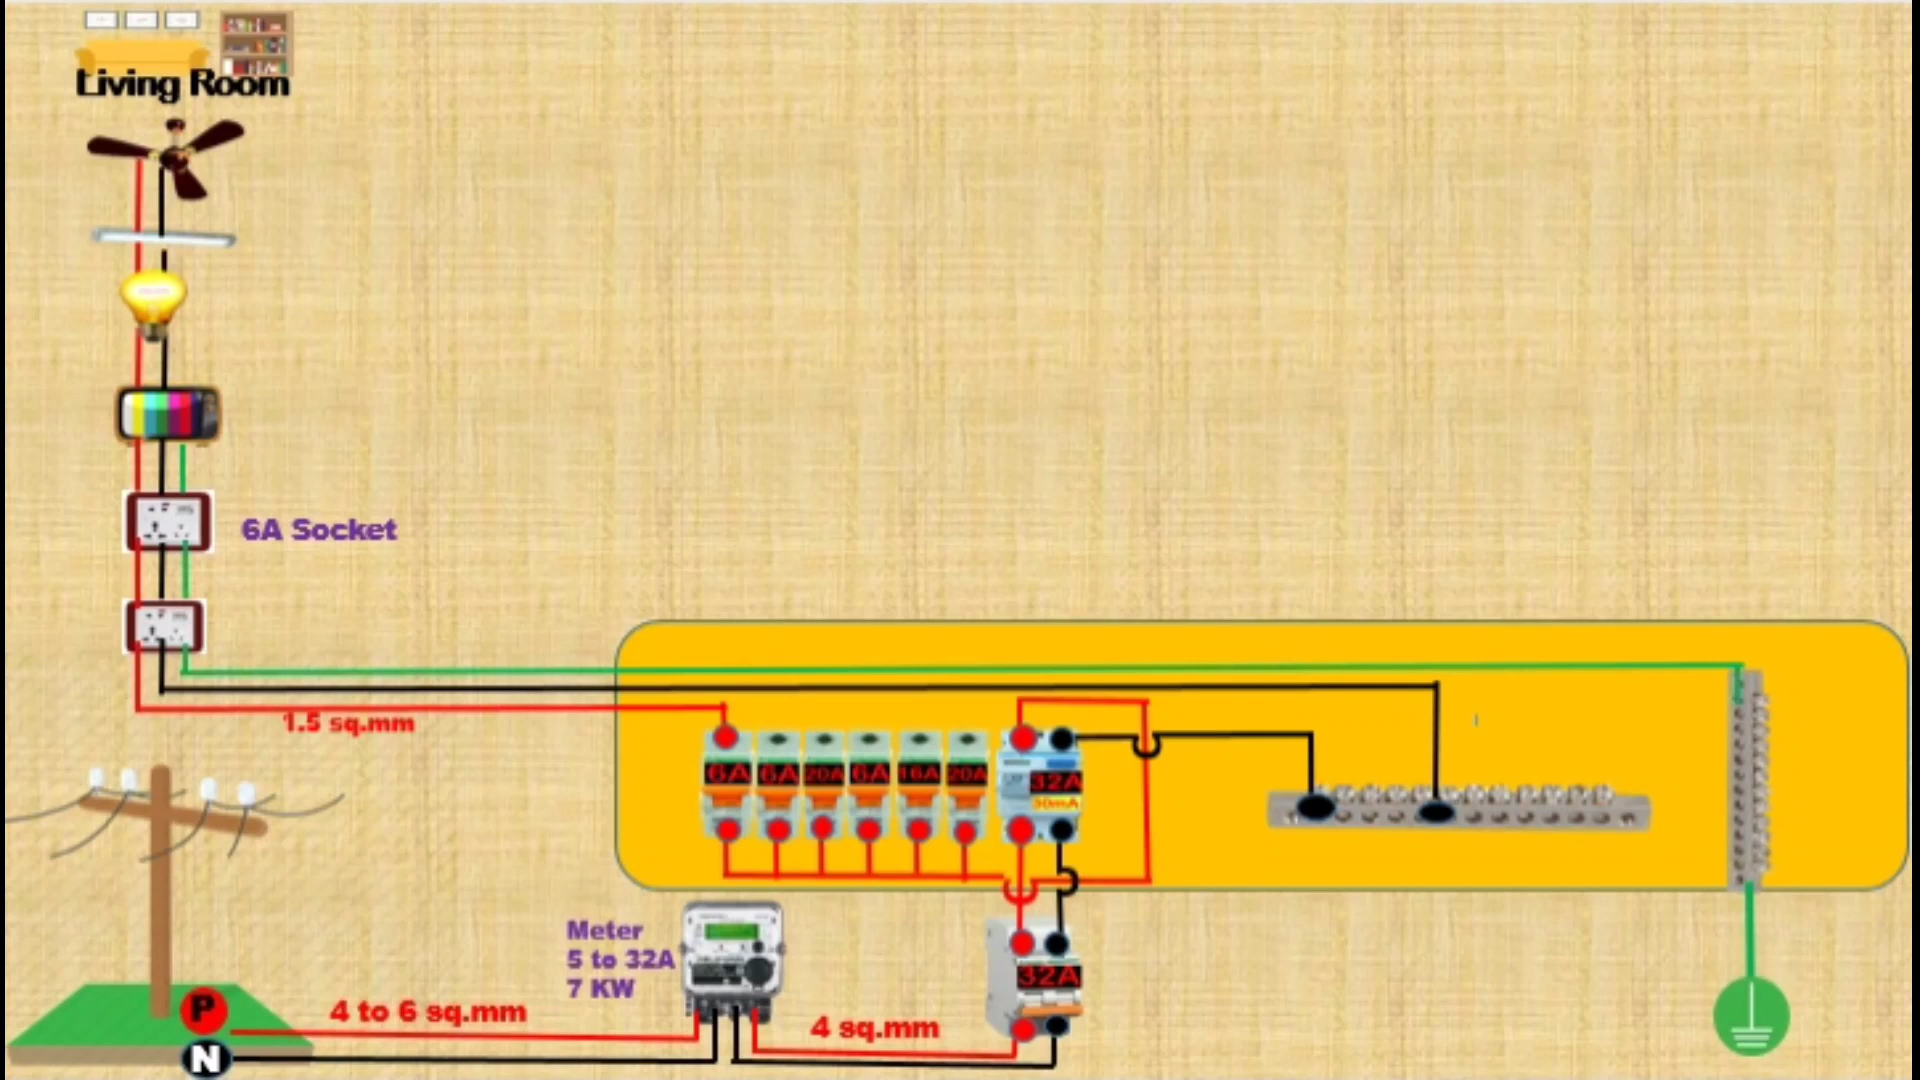 Living Room
6A Socket
1.5 sq.mm
6A 6A 20A 6A 16A 20A
32A
30mA
Meter
5 to 32A
7 KW
32A
P
4 to 6 sq.mm
4 sq.mm
N